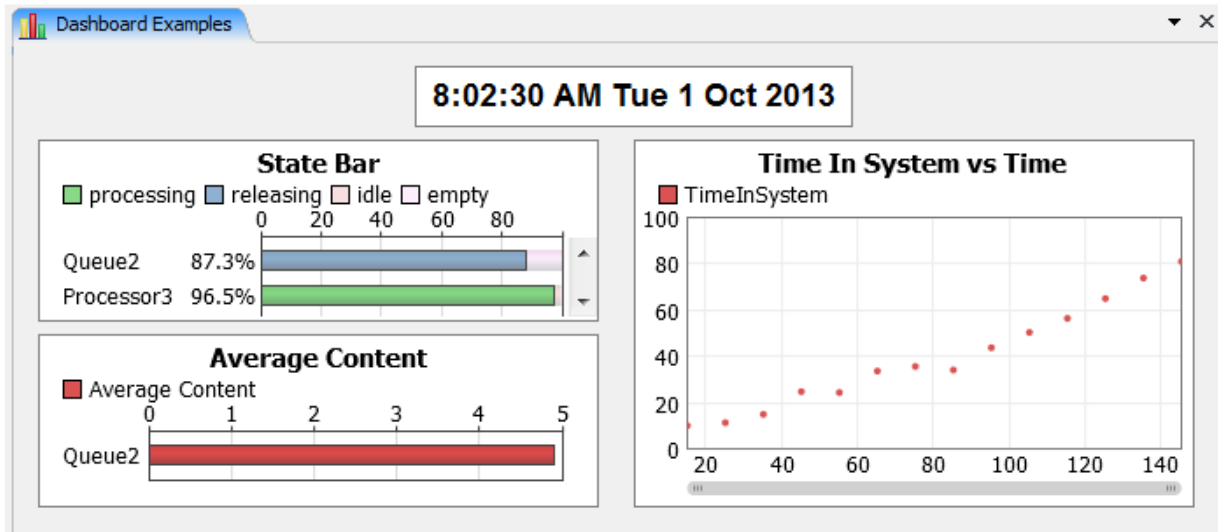 Dashboard Examples
8:02:30 AM Tue 1 Oct 2013
State Bar
processing releasing idle empty
0 20 40 60 80
Queue2 87.3%
Processor3 96.5%
Average Content
Average Content
0 1 2 3 4 5
Queue2
Time In System vs Time
TimeInSystem
100
80
60
40
20
0
20 40 60 80 100 120 140